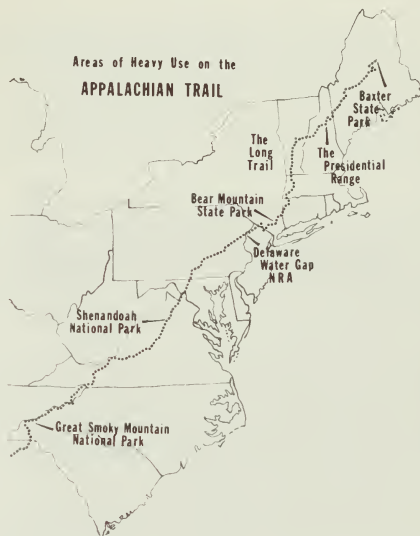 Areas of Heavy Use on the
APPALACHIAN TRAIL
Baxter
State
Park
The
Long
Trail
The
Presidential
Range
Bear Mountain
State Park
Delaware
Water Gap
NRA
Shenandoah
National Park
Great Smoky Mountain
National Park